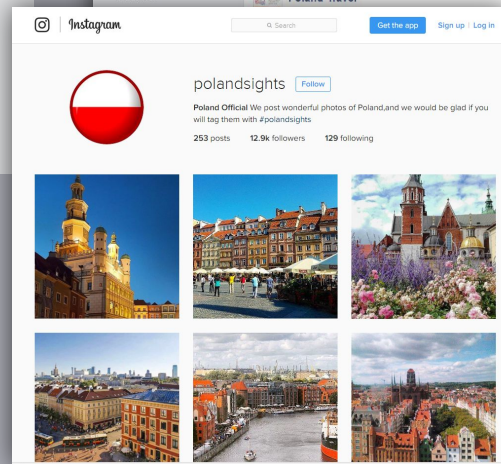 Instagram
Search
Get the app
Sign up | Log in
polandsights
Follow
Poland Official We post wonderful photos of Poland,and we would be glad if you
will tag them with #polandsights
253 posts 12.9k followers 129 following